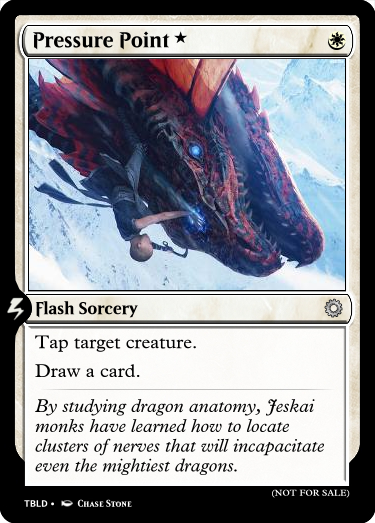 Pressure Point ★
Flash Sorcery
Tap target creature.
Draw a card.
By studying dragon anatomy, Jeskai
monks have learned how to locate
clusters of nerves that will incapacitate
even the mightiest dragons.
(NOT FOR SALE)
TBLD • Chase Stone